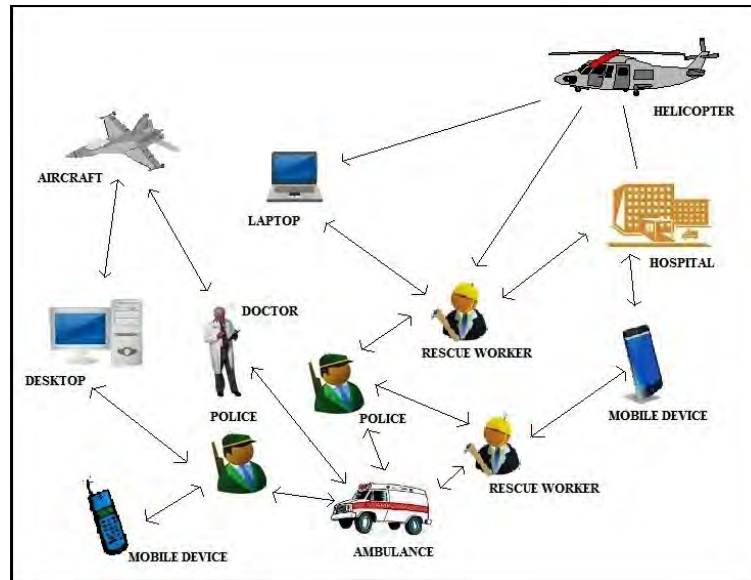 HELICOPTER
AIRCRAFT
LAPTOP
HOSPITAL
DOCTOR
RESCUE WORKER
DESKTOP
POLICE
POLICE
MOBILE DEVICE
RESCUE WORKER
MOBILE DEVICE
AMBULANCE